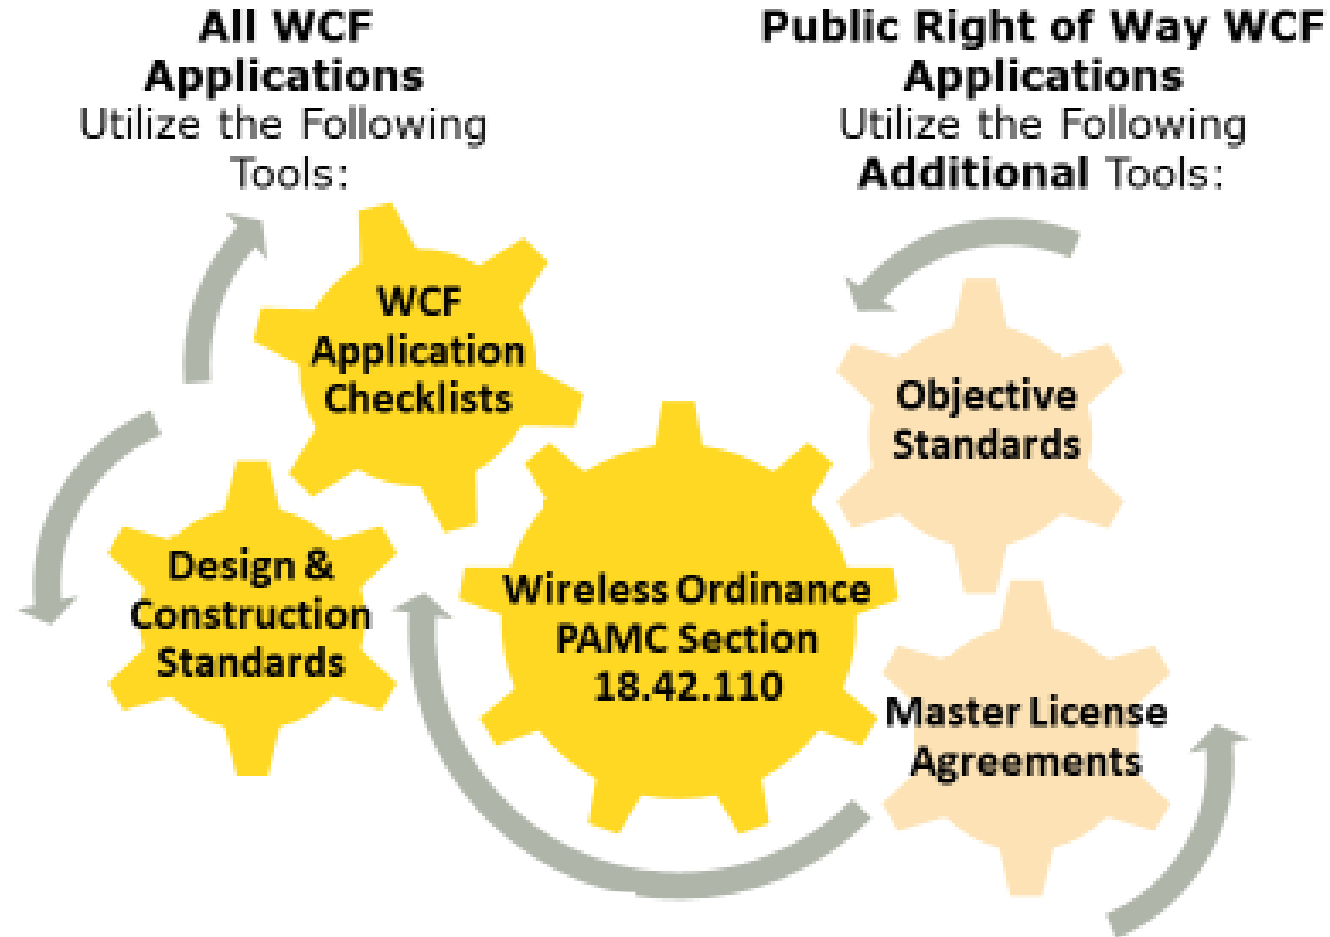 All WCF
Applications
Utilize the Following
Tools:
Public Right of Way WCF
Applications
Utilize the Following
Additional Tools:
WCF
Application
Checklists
Design &
Construction
Standards
Wireless Ordinance
PAMC Section
18.42.110
Objective
Standards
Master License
Agreements